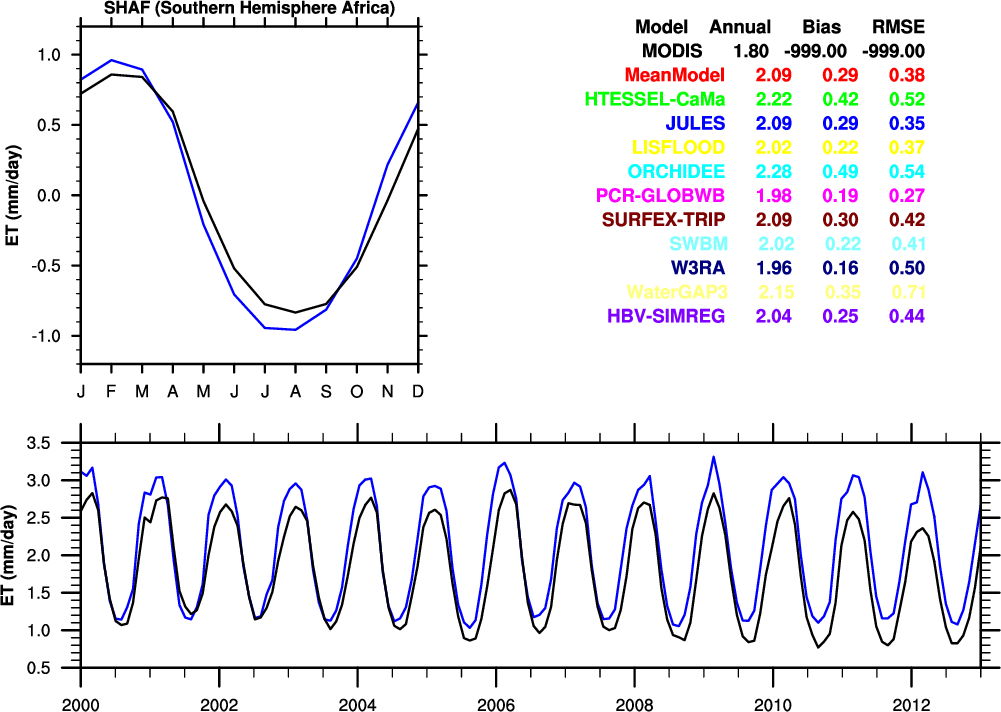 SHAF (Southern Hemisphere Africa)
ET (mm/day)
1.0
0.5
0.0
-0.5
-1.0
J F M A M J J A S O N D
Model Annual Bias RMSE
MODIS 1.80 -999.00 -999.00
MeanModel 2.09 0.29 0.38
HTESSEL-CaMa 2.22 0.42 0.52
JULES 2.09 0.29 0.35
LISFLOOD 2.02 0.22 0.37
ORCHIDEE 2.28 0.49 0.54
PCR-GLOBWB 1.98 0.19 0.27
SURFEX-TRIP 2.09 0.30 0.42
SWBM 2.02 0.22 0.41
W3RA 1.96 0.16 0.50
WaterGAP3 2.15 0.35 0.71
HBV-SIMREG 2.04 0.25 0.44
ET (mm/day)
3.5
3.0
2.5
2.0
1.5
1.0
0.5
2000 2002 2004 2006 2008 2010 2012